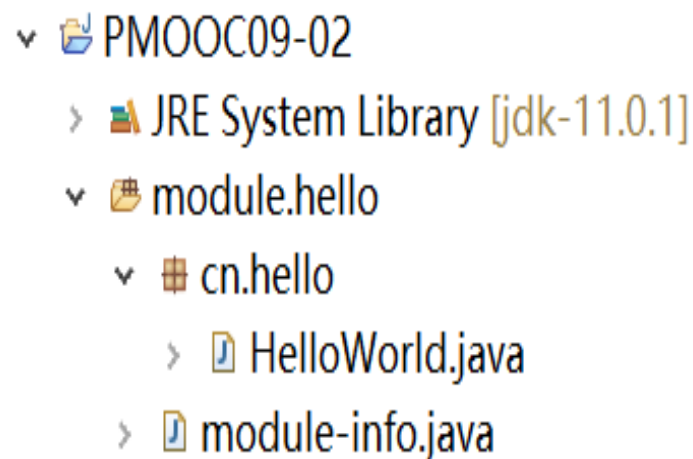 PMOOC09-02
JRE System Library [jdk-11.0.1]
module.hello
cn.hello
HelloWorld.java
module-info.java